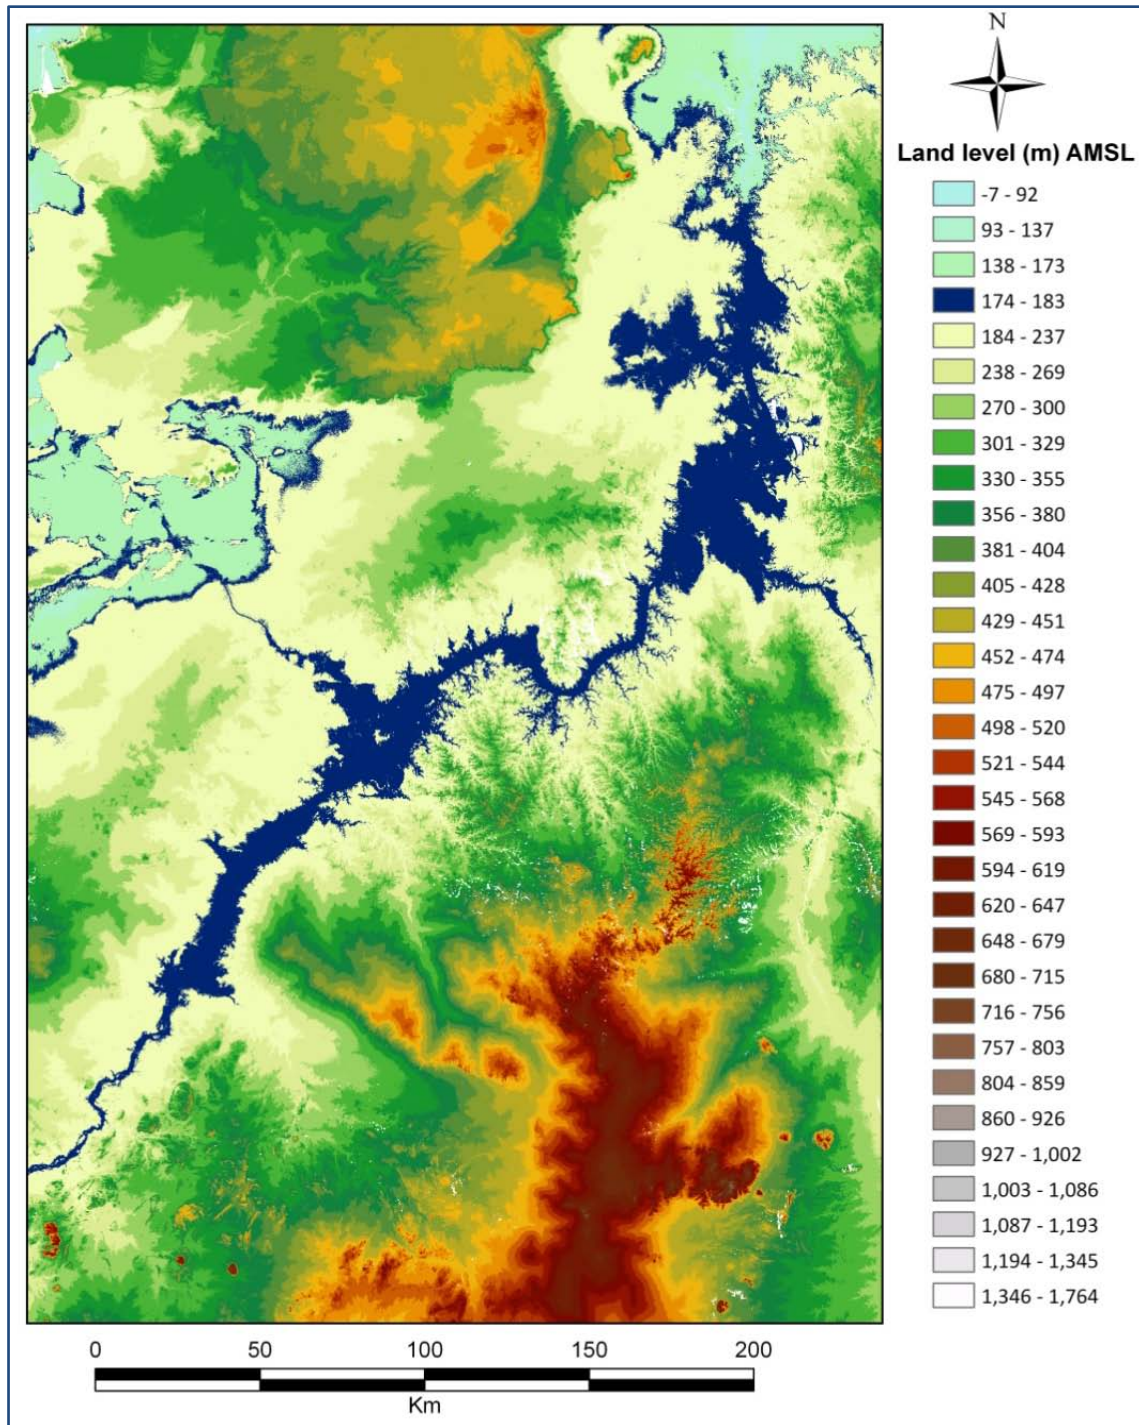 N
Land level (m) AMSL
-7 - 92
93 - 137
138 - 173
174 - 183
184 - 237
238 - 269
270 - 300
301 - 329
330 - 355
356 - 380
381 - 404
405 - 428
429 - 451
452 - 474
475 - 497
498 - 520
521 - 544
545 - 568
569 - 593
594 - 619
620 - 647
648 - 679
680 - 715
716 - 756
757 - 803
804 - 859
860 - 926
927 - 1,002
1,003 - 1,086
1,087 - 1,193
1,194 - 1,345
1,346 - 1,764
0 50 100 150 200
Km